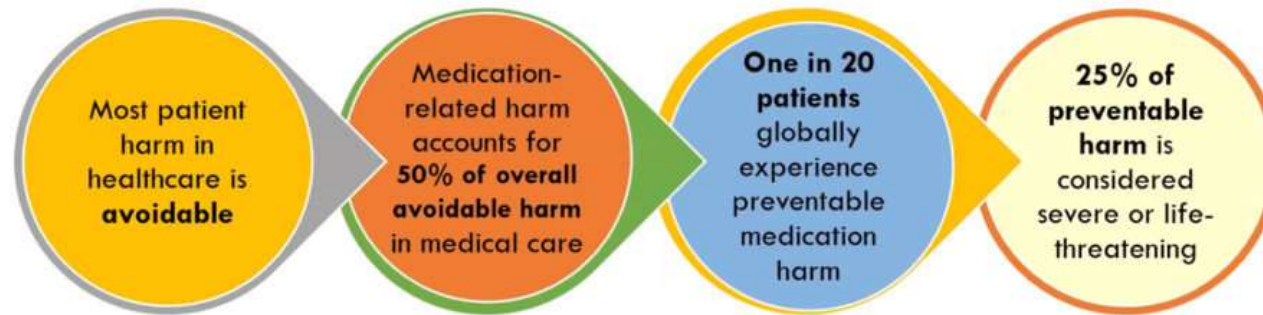 Most patient
harm in
healthcare is
avoidable
Medication-
related harm
accounts for
50% of overall
avoidable harm
in medical care
One in 20
patients
globally
experience
preventable
medication
harm
25% of
preventable
harm is
considered
severe or life-
threatening